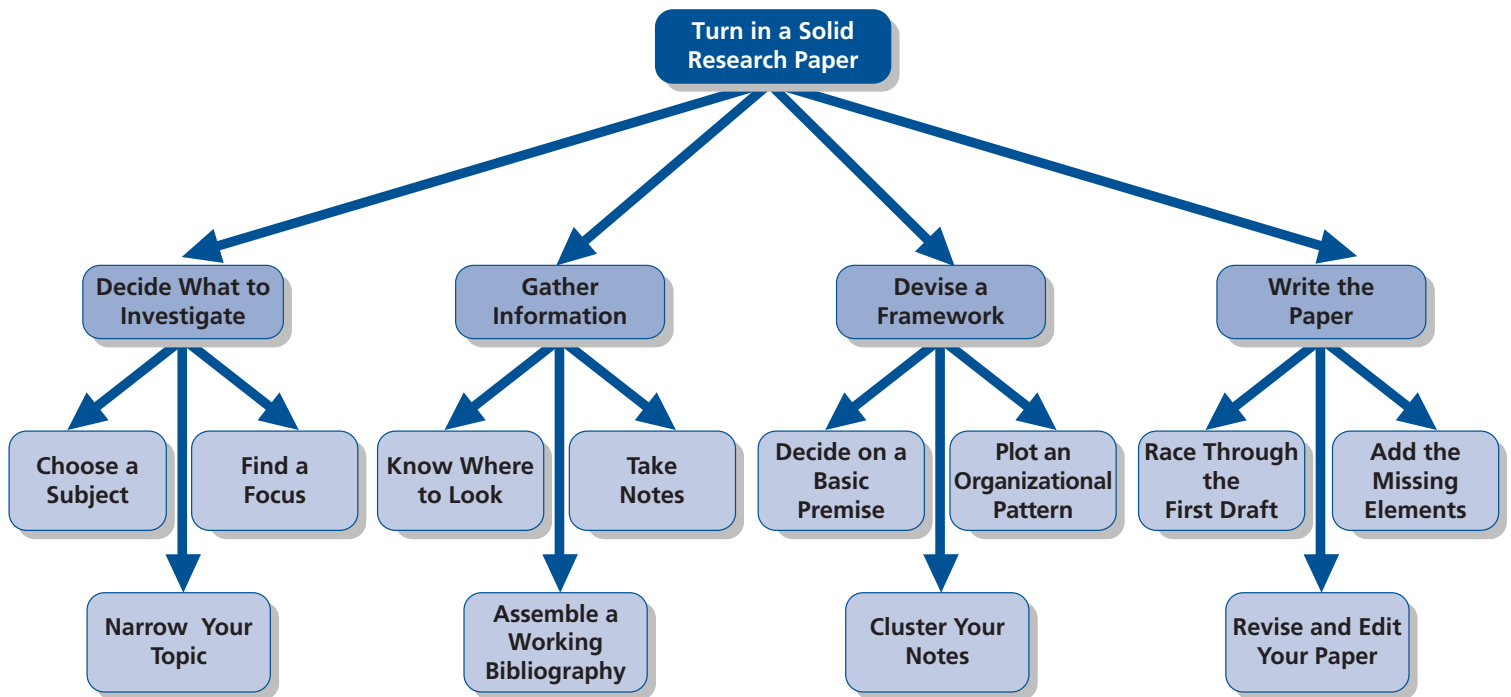 Turn in a Solid
Research Paper
Decide What to
Investigate
Gather
Information
Devise a
Framework
Write the
Paper
Choose a
Subject
Find a
Focus
Know Where
to Look
Take
Notes
Decide on a
Basic
Premise
Plot an
Organizational
Pattern
Race Through
the
First Draft
Add the
Missing
Elements
Narrow Your
Topic
Assemble a
Working
Bibliography
Cluster Your
Notes
Revise and Edit
Your Paper